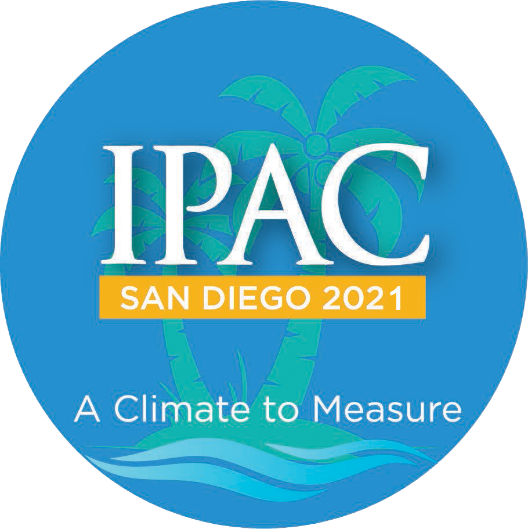 IPAC
SAN DIEGO 2021
A Climate to Measure